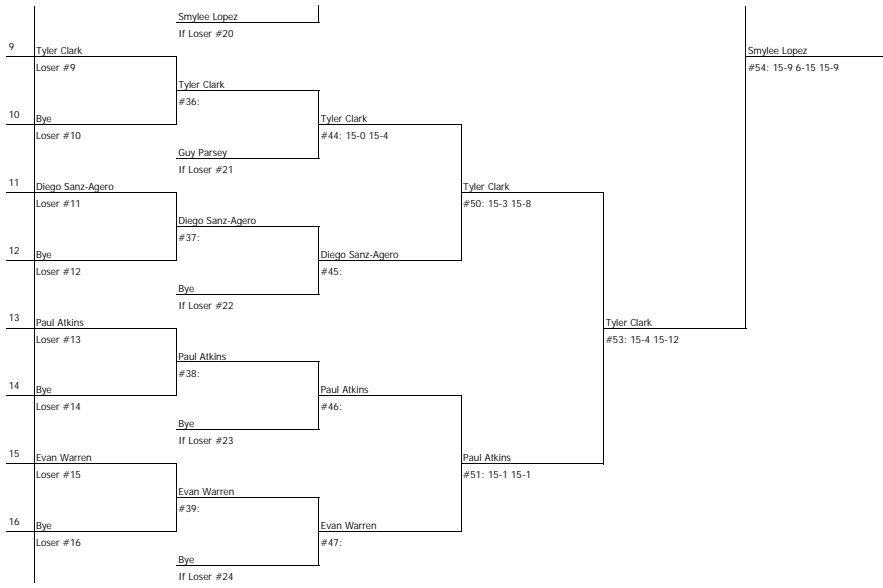 Smylee Lopez
If Loser #20
9
Tyler Clark
Smylee Lopez
Loser #9
#54: 15-9 6-15 15-9
Tyler Clark
#36:
10
Bye
Tyler Clark
Loser #10
#44: 15-0 15-4
Guy Parsey
If Loser #21
11
Diego Sanz-Agero
Tyler Clark
Loser #11
#50: 15-3 15-8
Diego Sanz-Agero
#37:
12
Bye
Diego Sanz-Agero
Loser #12
#45:
Bye
If Loser #22
13
Paul Atkins
Tyler Clark
Loser #13
#53: 15-4 15-12
Paul Atkins
#38:
14
Bye
Paul Atkins
Loser #14
#46:
Bye
If Loser #23
15
Evan Warren
Paul Atkins
Loser #15
#51: 15-1 15-1
Evan Warren
#39:
16
Bye
Evan Warren
Loser #16
#47:
Bye
If Loser #24